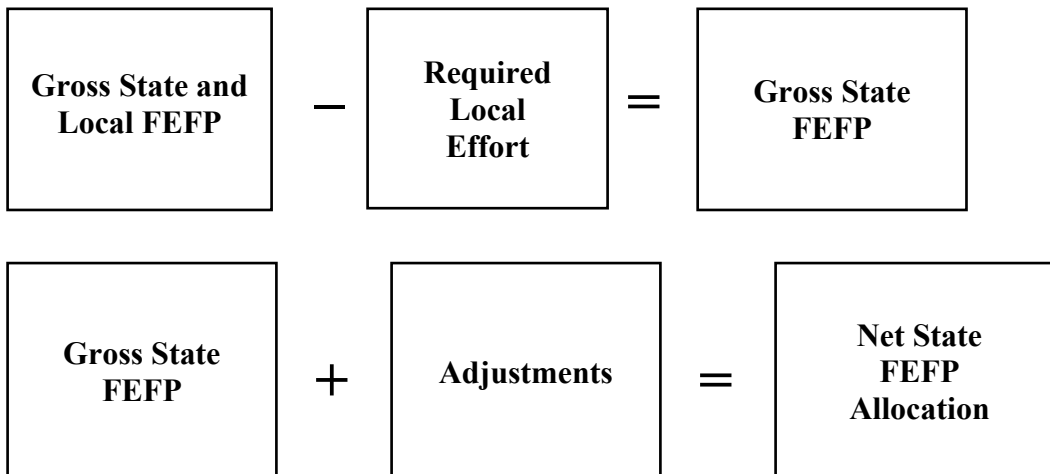 Gross State and
Local FEFP
−
Required
Local
Effort
=
Gross State
FEFP
Gross State
FEFP
+
Adjustments
=
Net State
FEFP
Allocation